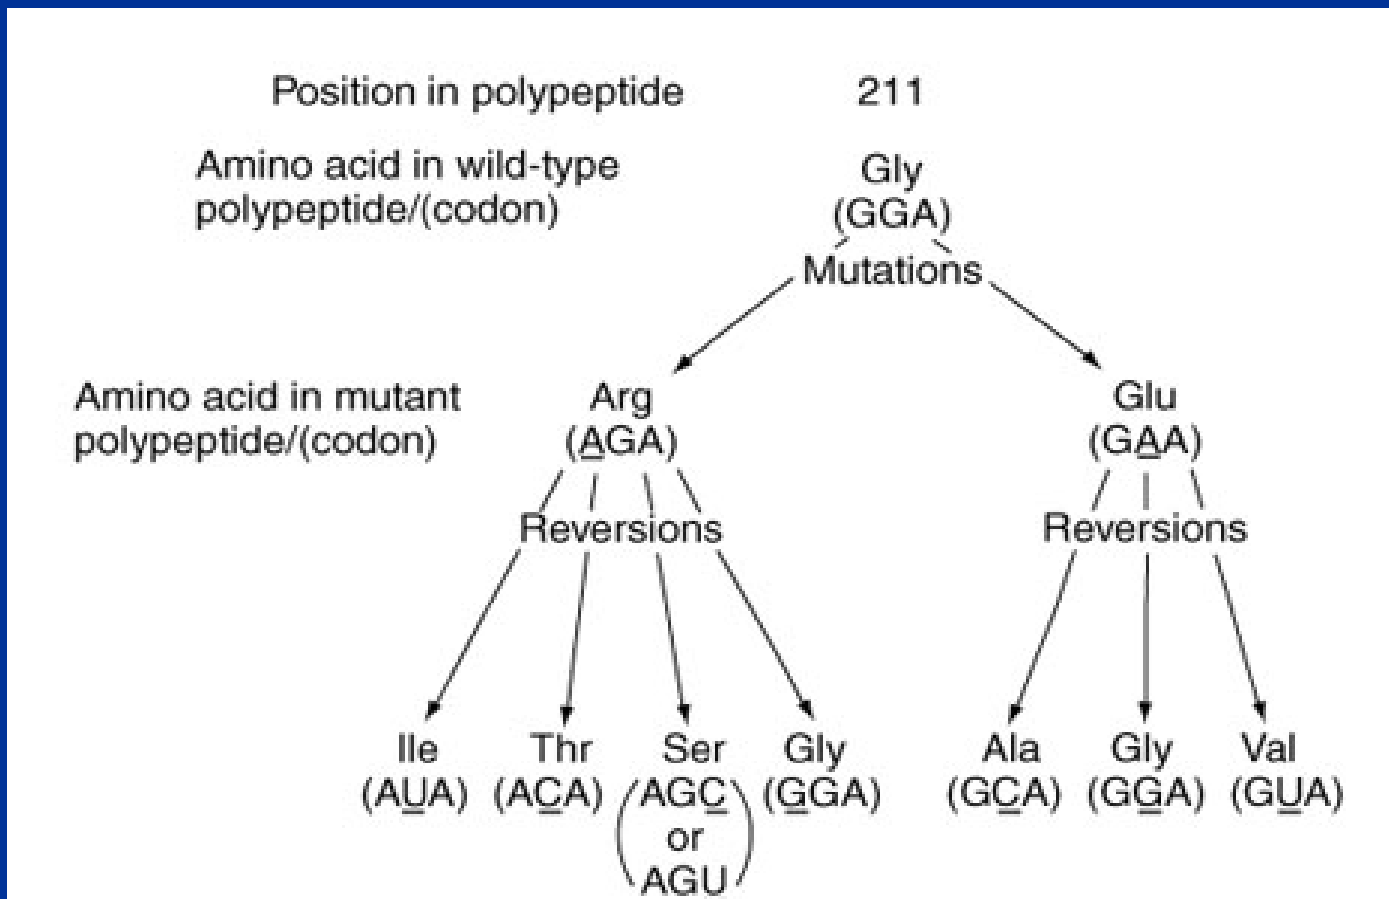 Position in polypeptide 211
Amino acid in wild-type
polypeptide/(codon)
Gly
(GGA)
Mutations
Amino acid in mutant
polypeptide/(codon)
Arg
(AGA)
Glu
(GAA)
Reversions
Reversions
Ile
(AUA)
Thr
(ACA)
Ser
(AGC
or
AGU)
Gly
(GGA)
Ala
(GCA)
Gly
(GGA)
Val
(GUA)